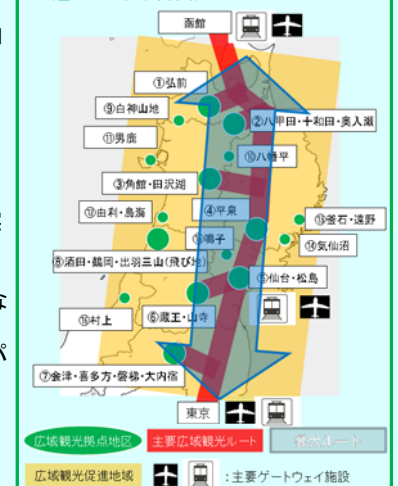 函館
①弘前
⑨白神山地
②八甲田・十和田・奥入瀬
⑪男鹿
⑩八幡平
③角館・田沢湖
④平泉
⑫由利・鳥海
釜石・遠野
鳴子
⑭気仙沼
⑧酒田・鶴岡・出羽三山(飛び地)
⑤仙台・松島
な
⑯村上
⑥蔵王・山寺
パ
⑦会津・喜多方・磐梯・大内宿
東京
広域観光拠点地区
主要広域観光ルート
ルート
広域観光促進地域
:主要ゲートウェイ施設